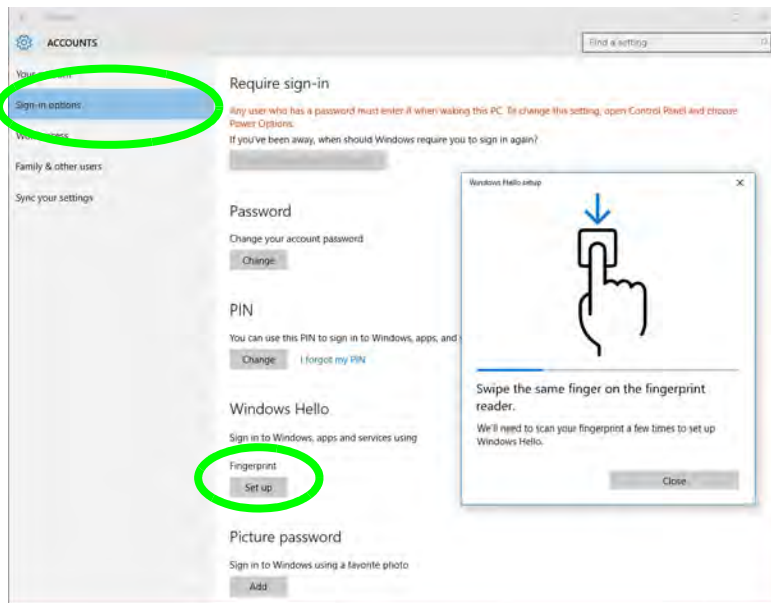 ACCOUNTS
Find a setting
Sign-in options
Family & other users
Sync your settings
Require sign-in
Any user who has a password must enter it when waking this PC. To change this setting, open Control Panel and choose
Power Options.
If you've been away, when should Windows require you to sign in again?
Password
Change your account password
Change
PIN
You can use this PIN to sign in to Windows, apps, and
Change I forgot my PIN
Windows Hello
Sign in to Windows, apps and services using
Fingerprint
Set up
Picture password
Sign in to Windows using a favorite photo
Add
Windows Hello setup
Swipe the same finger on the fingerprint
reader.
We'll need to scan your fingerprint a few times to set up
Windows Hello.
Close